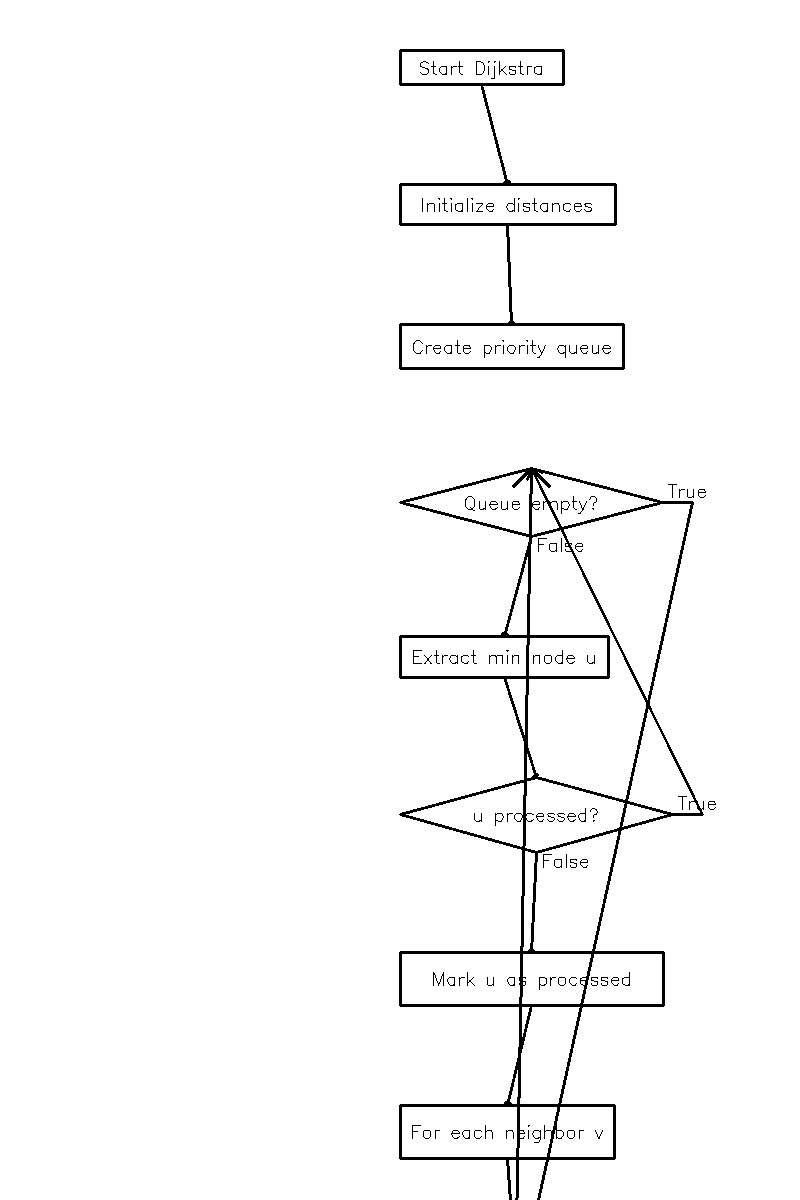 Start Dijkstra
Initialize distances
Create priority queue
Queue empty?
True
False
Extract min node u
u processed?
True
False
Mark u as processed
For each neighbor v